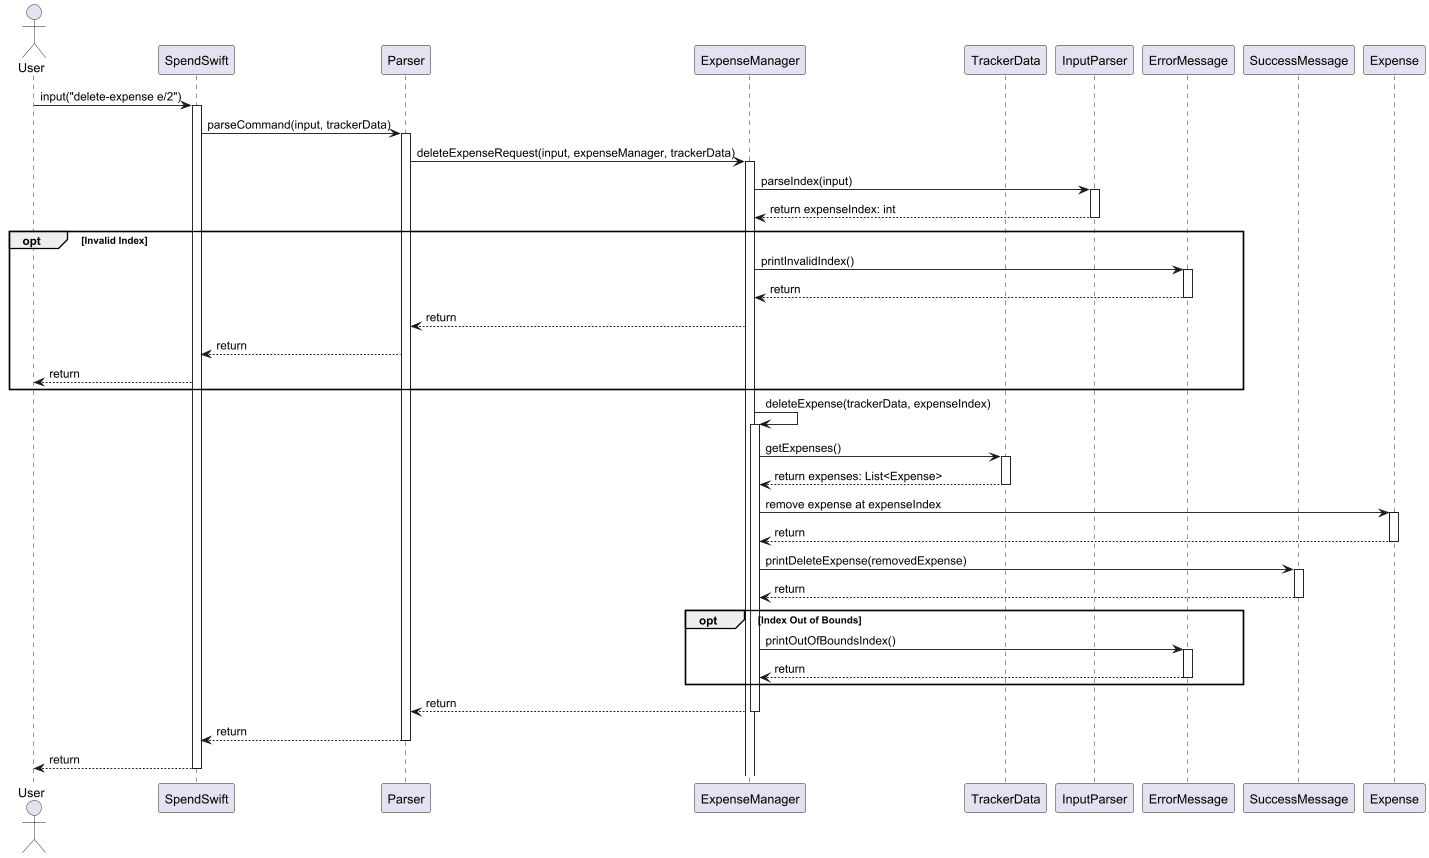 User
SpendSwift
Parser
ExpenseManager
TrackerData
InputParser
ErrorMessage
SuccessMessage
Expense
input("delete-expense e/2")
parseCommand(input, trackerData)
deleteExpenseRequest(input, expenseManager, trackerData)
parseIndex(input)
return expenseIndex: int
opt
[Invalid Index]
printInvalidIndex()
return
return
return
return
deleteExpense(trackerData, expenseIndex)
getExpenses()
return expenses: List<Expense>
remove expense at expenseIndex
return
printDeleteExpense(removedExpense)
return
opt
[Index Out of Bounds]
printOutOfBoundsIndex()
return
return
return
return
User
SpendSwift
Parser
ExpenseManager
TrackerData
InputParser
ErrorMessage
SuccessMessage
Expense